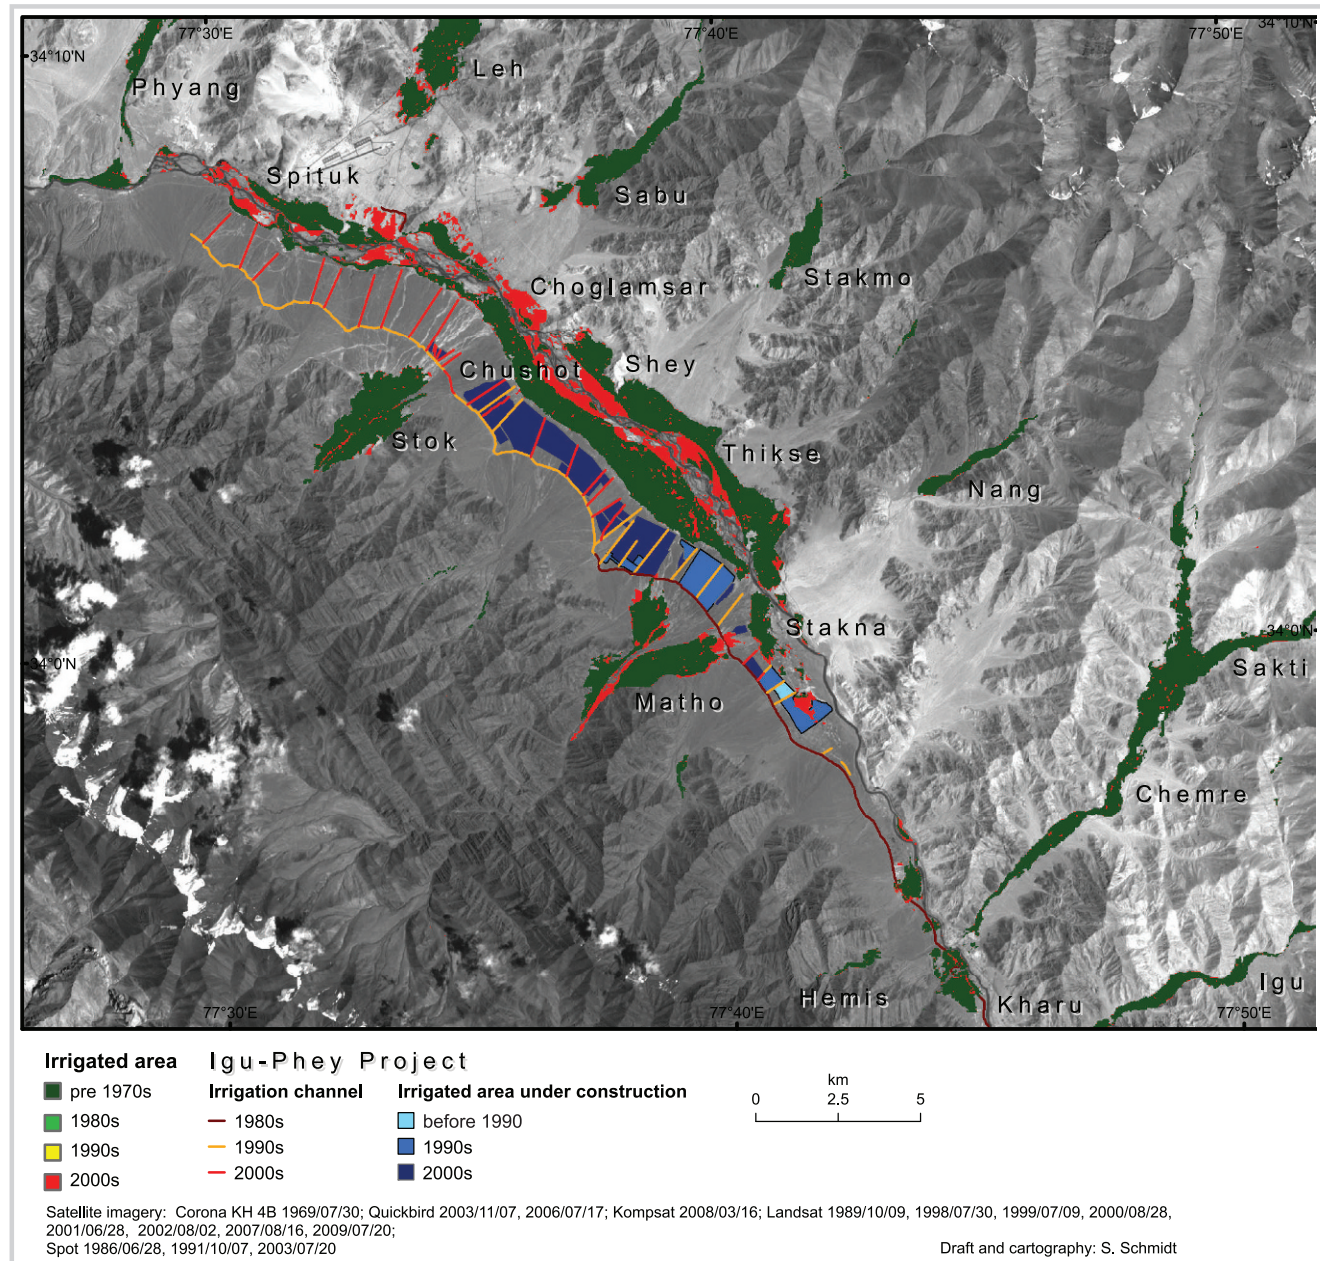 77°30'E
77°40'E
77°50'E
34°10'N
34°10'N
Leh
Phyang
Spituk
Sabu
Stakmo
Choglamsar
Shey
Chushot
Stok
Thikse
Nang
Stakna
34°0'N
34°0'N
Sakti
Matho
Chemre
Igu
Hemis
Kharu
77°30'E
77°40'E
77°50'E
Irrigated area
pre 1970s
1980s
1990s
2000s
Igu-Phey Project
Irrigation channel
1980s
1990s
2000s
Irrigated area under construction
before 1990
1990s
2000s
km
0 2.5 5
Satellite imagery: Corona KH 4B 1969/07/30; Quickbird 2003/11/07, 2006/07/17; Kompsat 2008/03/16; Landsat 1989/10/09, 1998/07/30, 1999/07/09, 2000/08/28,
2001/06/28, 2002/08/02, 2007/08/16, 2009/07/20;
Spot 1986/06/28, 1991/10/07, 2003/07/20
Draft and cartography: S. Schmidt